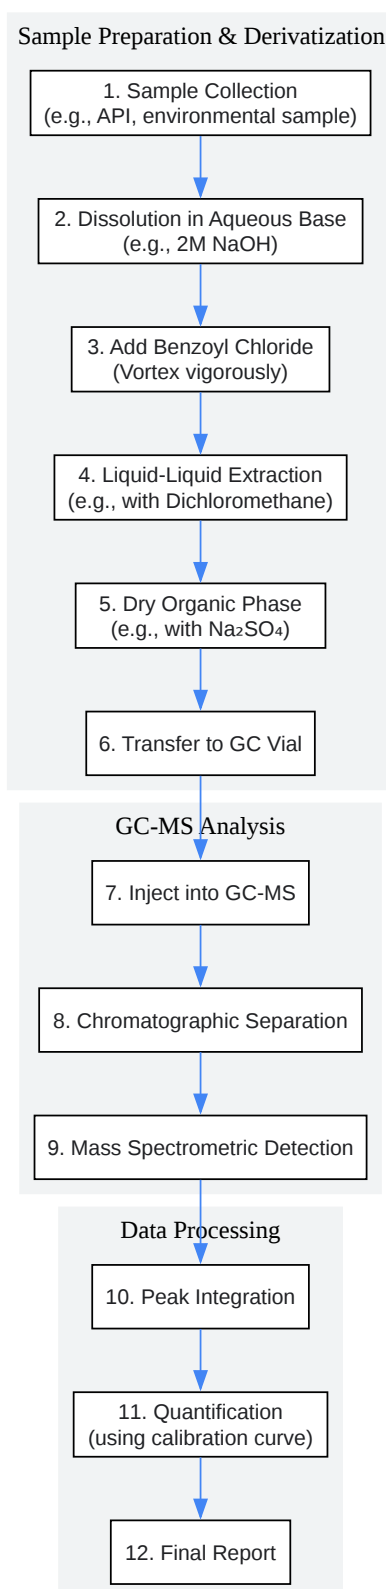 Sample Preparation & Derivatization
1. Sample Collection
(e.g., API, environmental sample)
2. Dissolution in Aqueous Base
(e.g., 2M NaOH)
3. Add Benzoyl Chloride
(Vortex vigorously)
4. Liquid-Liquid Extraction
(e.g., with Dichloromethane)
5. Dry Organic Phase
(e.g., with Na₂SO₄)
6. Transfer to GC Vial
GC-MS Analysis
7. Inject into GC-MS
8. Chromatographic Separation
9. Mass Spectrometric Detection
Data Processing
10. Peak Integration
11. Quantification
(using calibration curve)
12. Final Report